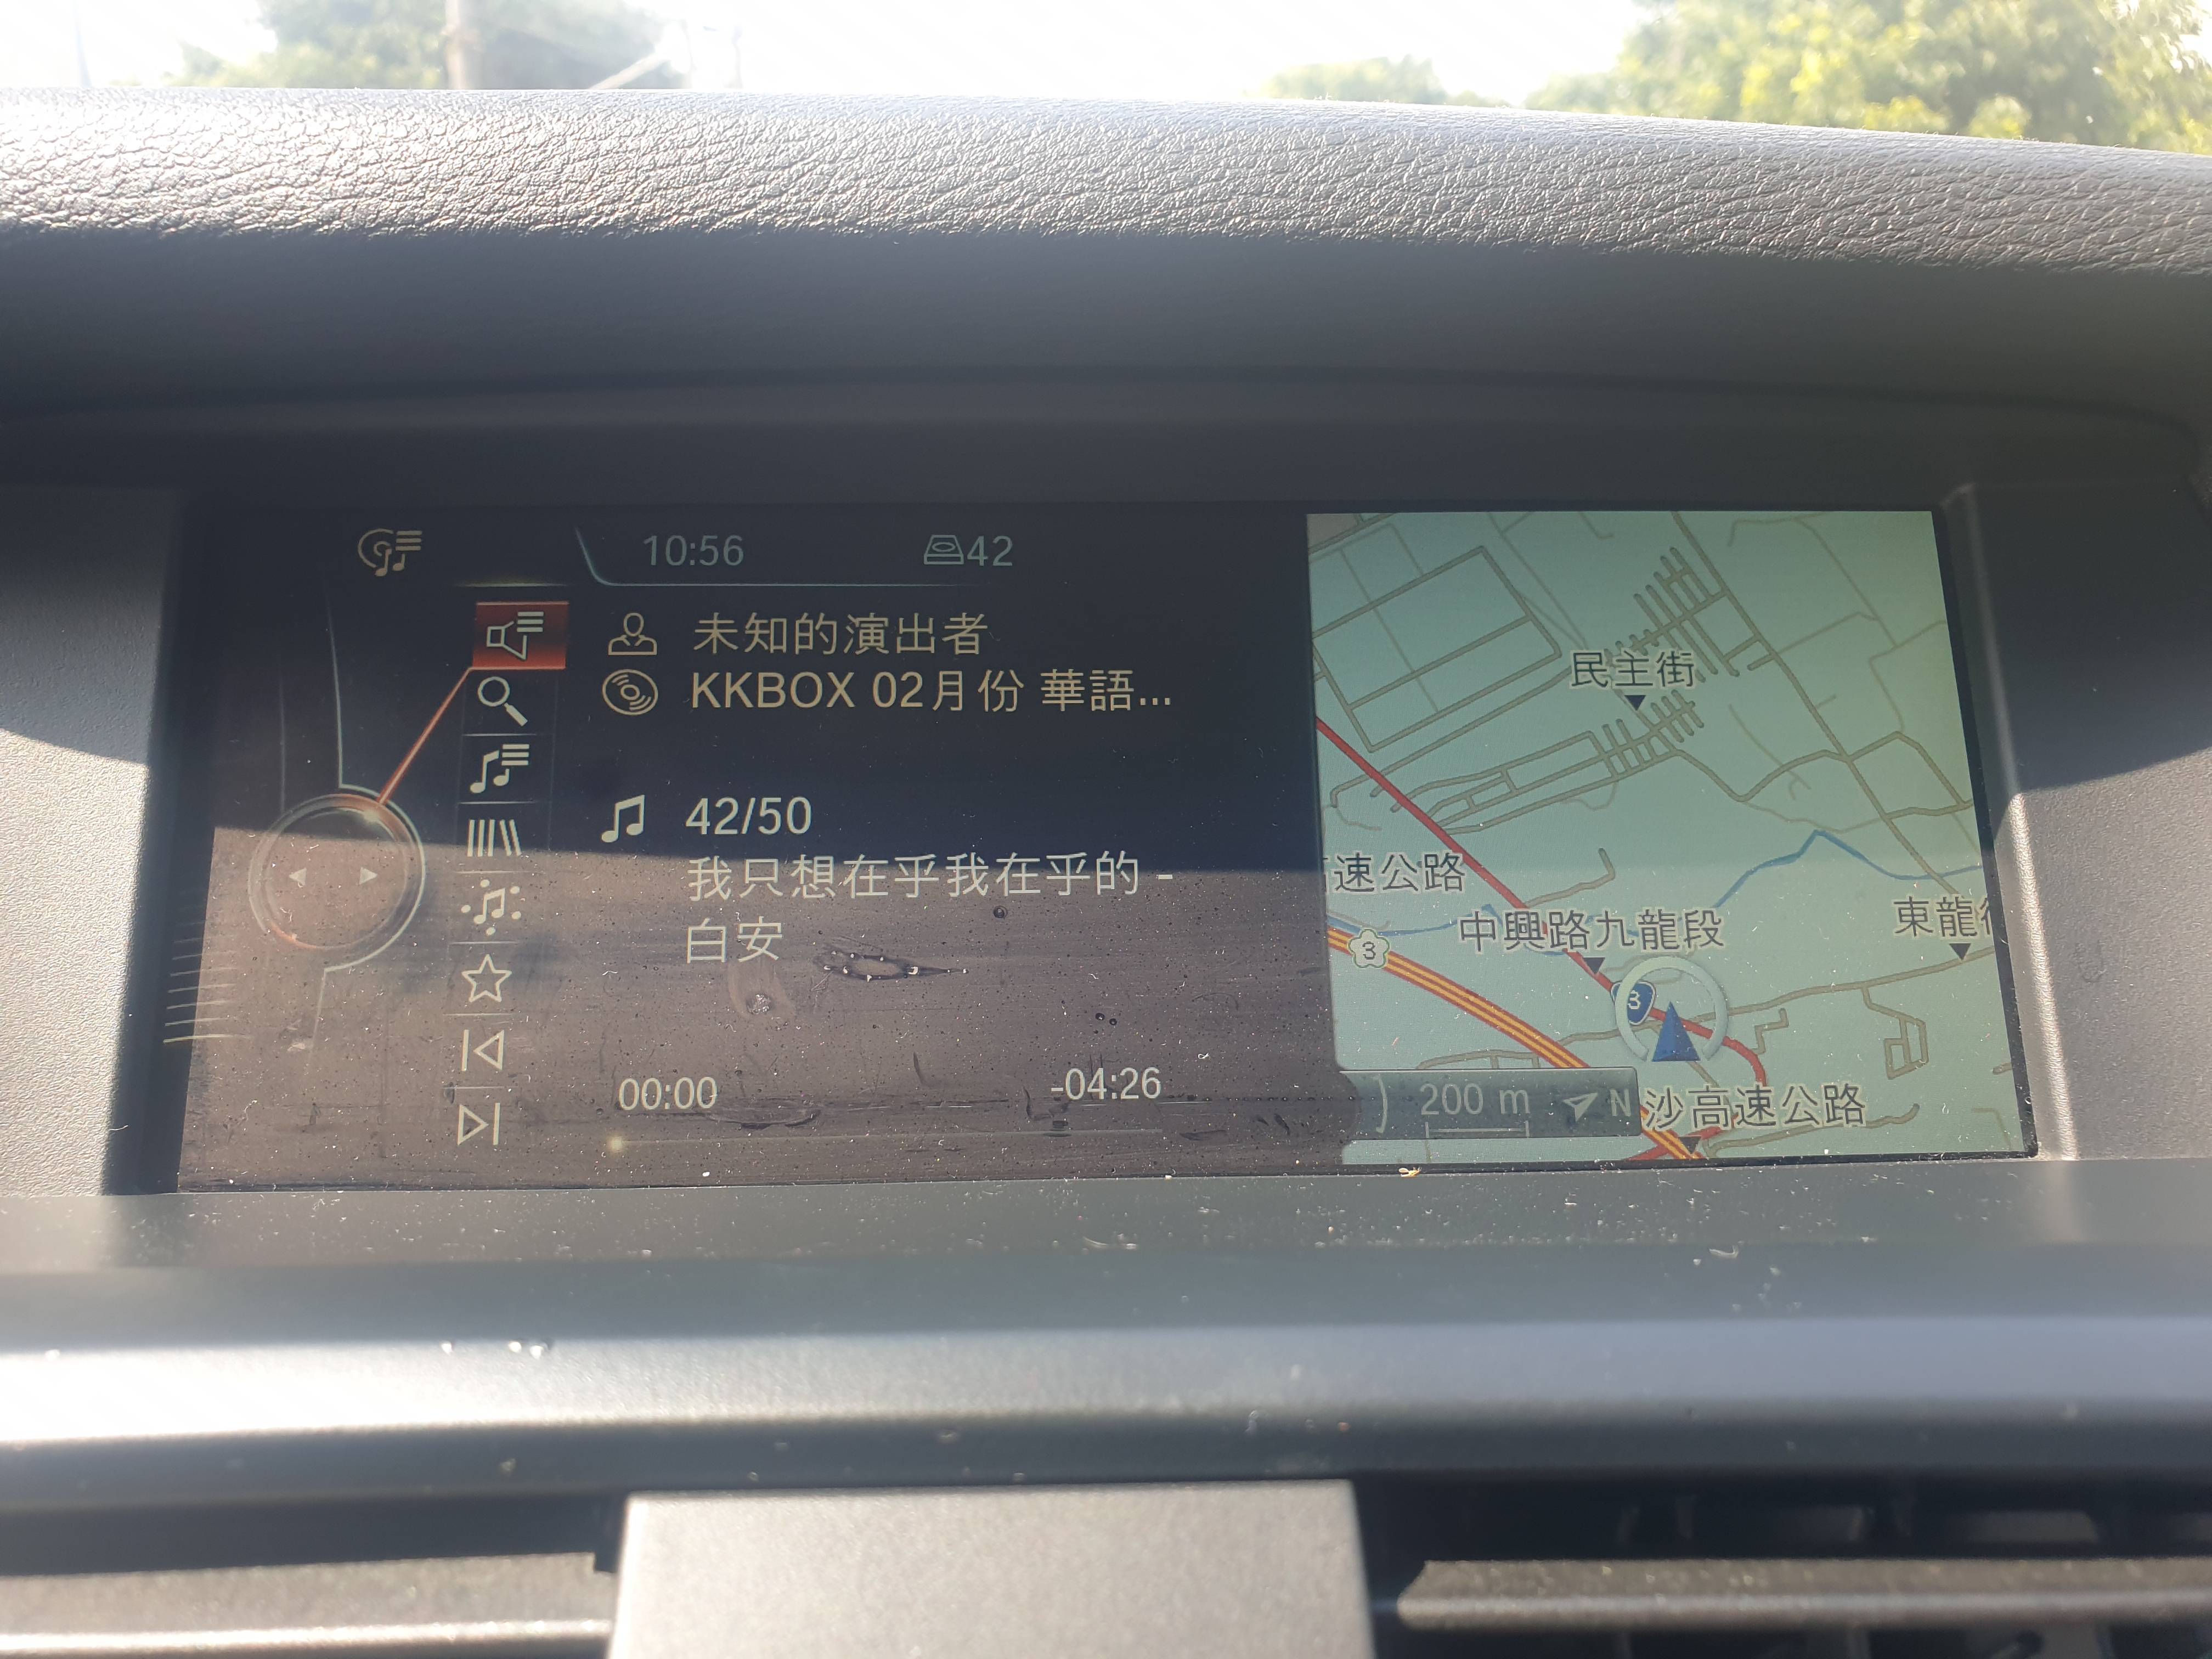 10:56
42
未知的演出者
KKBOX 02月份 華語...
42/50
我只想在乎我在乎的 -
白安
00:00
-04:26
民主街
速公路
中興路九龍段
東龍
3
3
200 m
N
沙高速公路